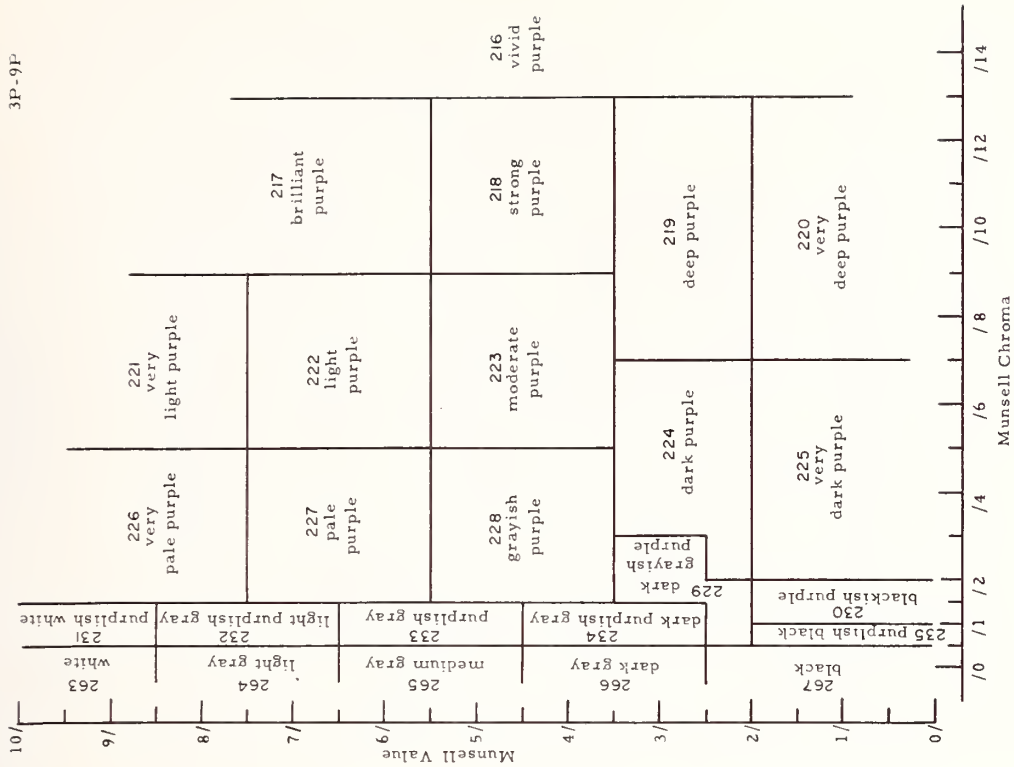 3P-9P
10/
9/
8/
7/
6/
5/
4/
3/
2/
1/
0/
Munsell Value
263
white
264
light gray
265
medium gray
266
dark gray
267
black
231
purplish white
232
light purplish gray
233
purplish gray
234
dark purplish gray
235 purplish black
230
blackish purple
229
dark
grayish
purple
226
very
pale purple
227
pale
purple
228
grayish
purple
221
very
light purple
222
light
purple
223
moderate
purple
224
dark purple
225
very
dark purple
217
brilliant
purple
218
strong
purple
219
deep purple
220
very
deep purple
216
vivid
purple
/0
/1
/2
/4
/6
/8
/10
/12
/14
Munsell Chroma